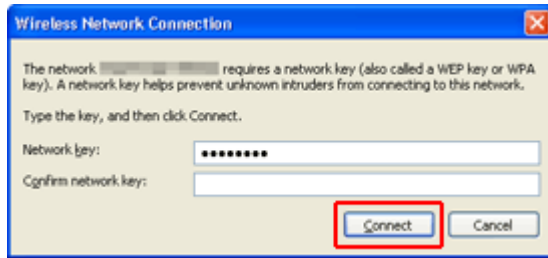 Wireless Network Connection
The network requires a network key (also called a WEP key or WPA
key). A network key helps prevent unknown intruders from connecting to this network.
Type the key, and then click Connect.
Network key: ••••••••
Confirm network key:
Connect Cancel